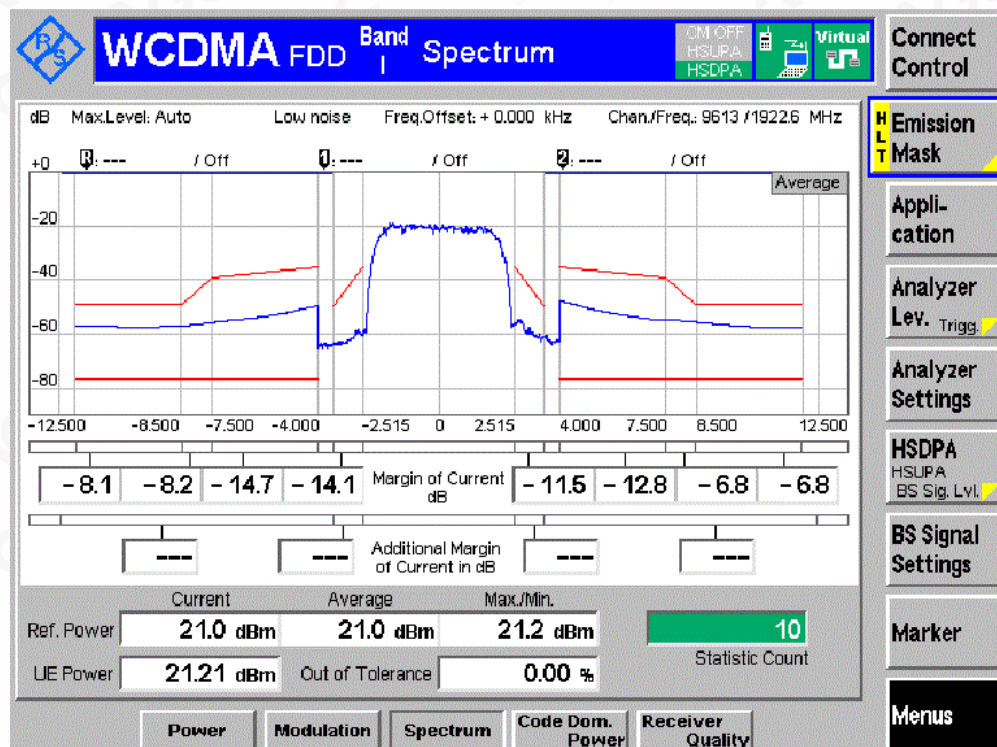 R&S WCDMA FDD Band I Spectrum CM OFF HSUPA HSDPA Virtual
Connect Control
dB Max.Level: Auto Low noise Freq.Offset: + 0.000 kHz Chan./Freq.: 9613 / 1922.6 MHz
H L T Emission Mask
+0 R: --- / Off 1: --- / Off 2: --- / Off
Average
-20
-40
-60
-80
-12.500 -8.500 -7.500 -4.000 -2.515 0 2.515 4.000 7.500 8.500 12.500
Appli-
cation
Analyzer
Lev. Trigg.
Analyzer
Settings
-8.1 -8.2 -14.7 -14.1 Margin of Current dB -11.5 -12.8 -6.8 -6.8
HSDPA
HSUPA
BS Sig. Lvl.
--- --- Additional Margin of Current in dB --- ---
BS Signal
Settings
Current Average Max./Min.
Ref. Power 21.0 dBm 21.0 dBm 21.2 dBm 10
Statistic Count
UE Power 21.21 dBm Out of Tolerance 0.00 %
Marker
Menus
Power Modulation Spectrum Code Dom. Power Receiver Quality